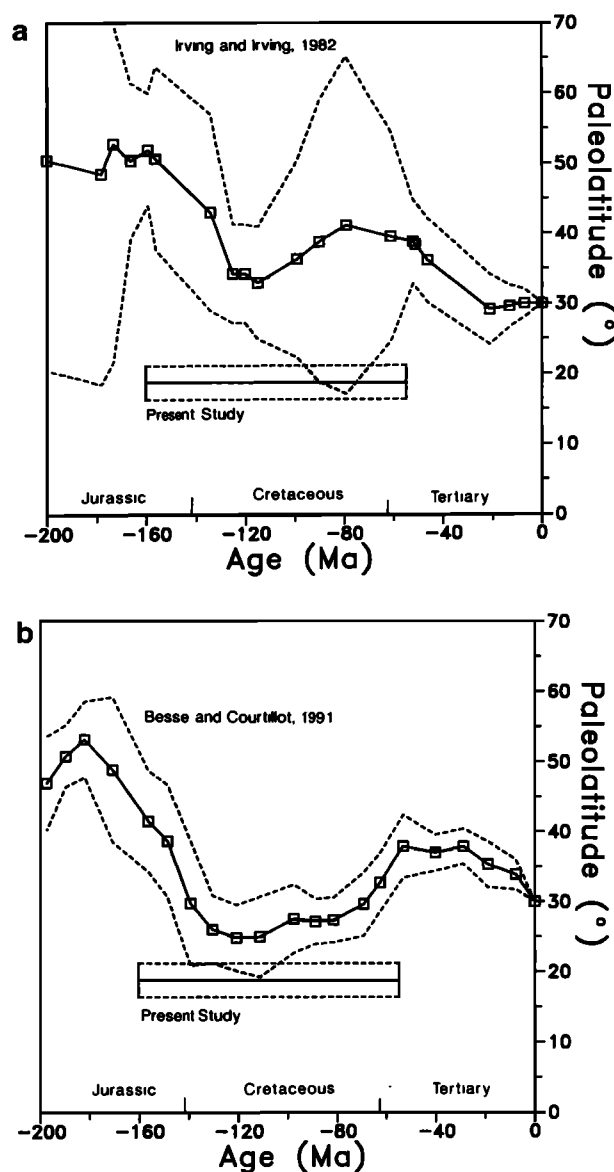 a
Irving and Irving, 1982
70
60
50
40
30
20
10
0
Paleolatitude (°)
Present Study
Jurassic Cretaceous Tertiary
-200 -160 -120 -80 -40 0
Age (Ma)
b
Besse and Courtillot, 1991
70
60
50
40
30
20
10
0
Paleolatitude (°)
Present Study
Jurassic Cretaceous Tertiary
-200 -160 -120 -80 -40 0
Age (Ma)